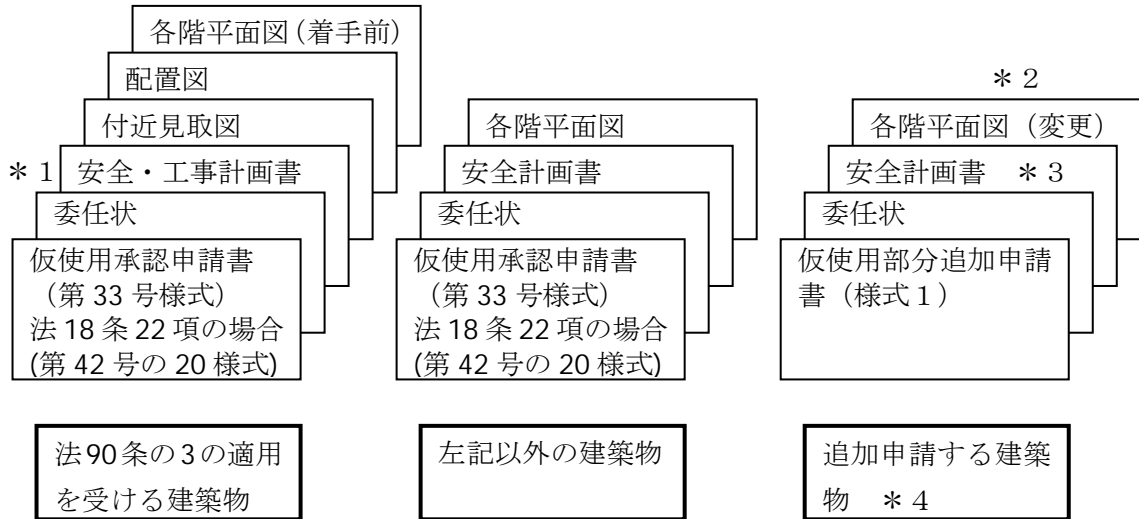 各階平面図（着手前）
配置図
付近見取図
＊１ 安全・工事計画書
委任状
仮使用承認申請書
（第 33 号様式）
法 18 条 22 項の場合
(第 42 号の 20 様式)
法 90 条の 3 の適用
を受ける建築物
各階平面図
安全計画書
委任状
仮使用承認申請書
（第 33 号様式）
法 18 条 22 項の場合
(第 42 号の 20 様式)
左記以外の建築物
＊２
各階平面図（変更）
安全計画書 ＊３
委任状
仮使用部分追加申請
書（様式１）
追加申請する建築
物 ＊４